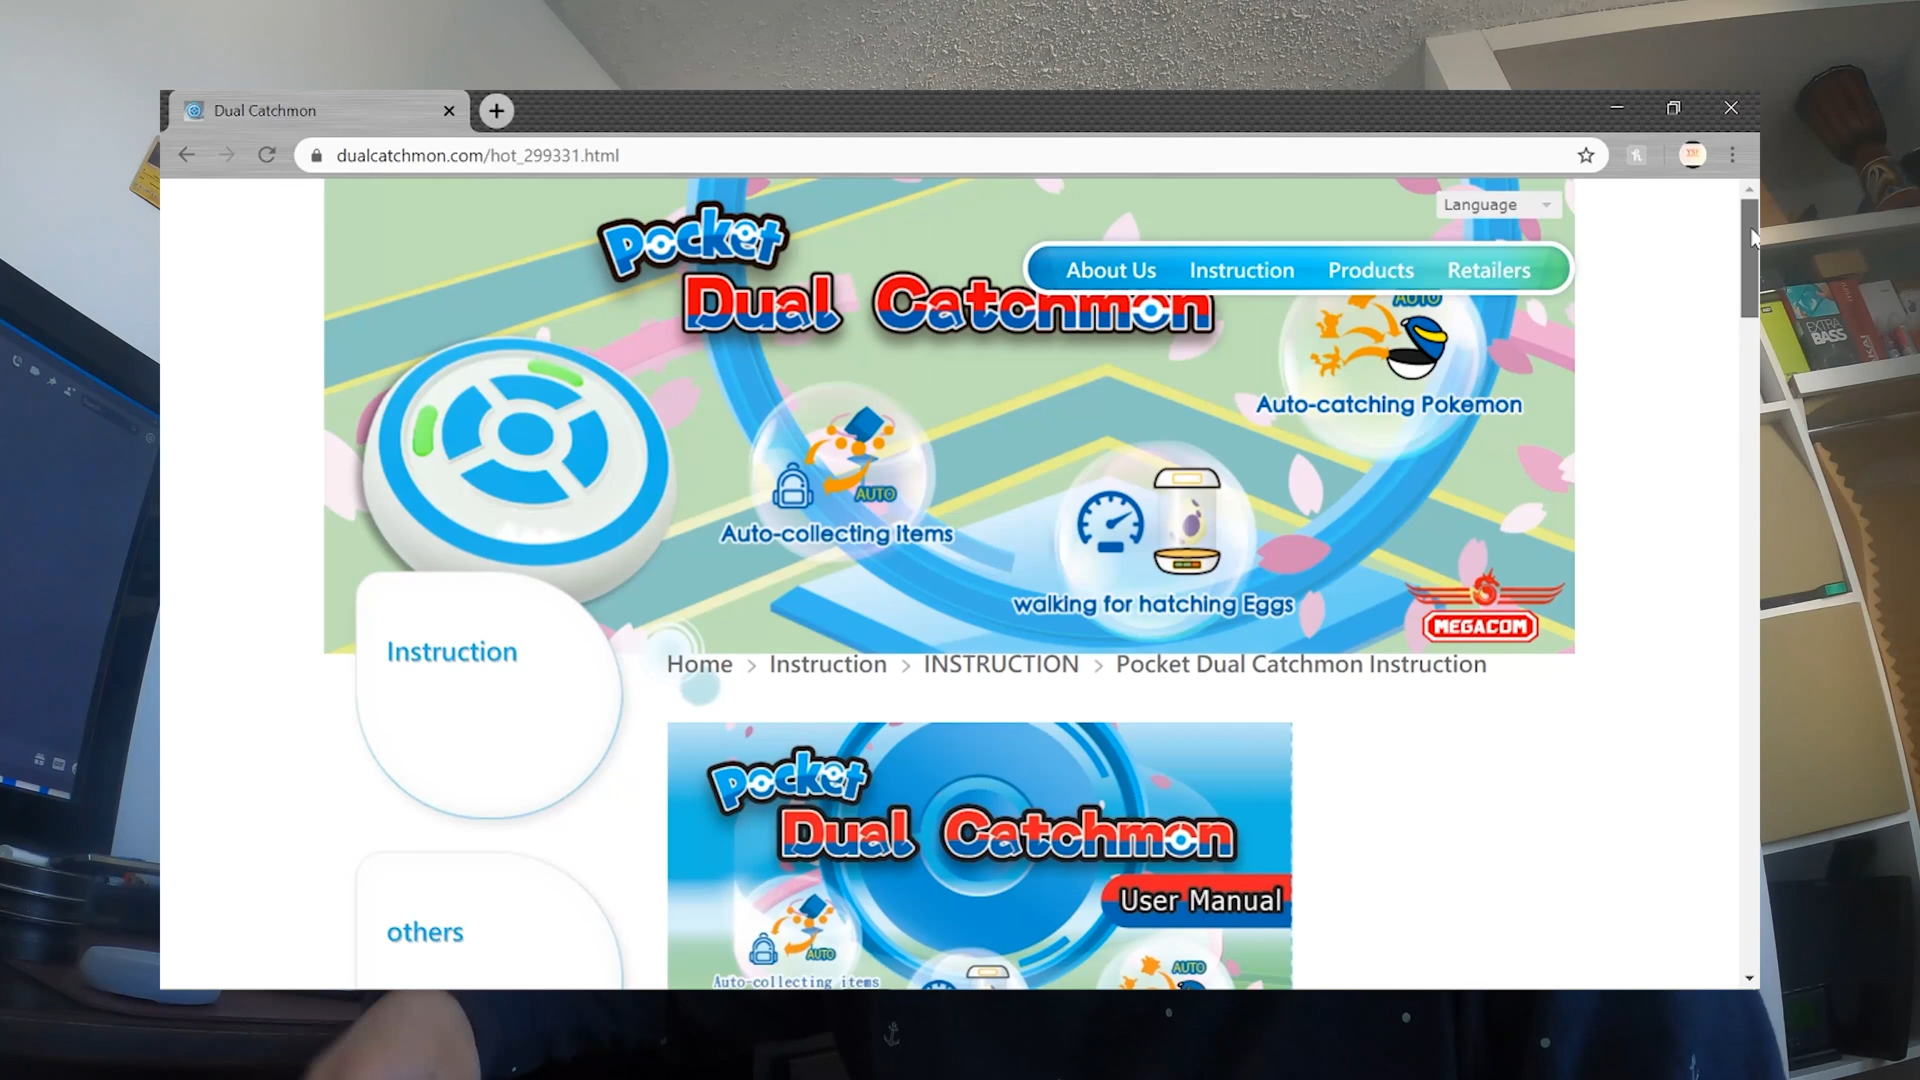 Dual Catchmon
dualcatchmon.com/hot_299331.html
Language
Pocket
Dual Catchmon
About Us Instruction Products Retailers
AUTO
Auto-catching Pokemon
AUTO
Auto-collecting items
walking for hatching Eggs
MEGACOM
Instruction
Home > Instruction > INSTRUCTION > Pocket Dual Catchmon Instruction
Pocket
Dual Catchmon
User Manual
others
AUTO
AUTO
Auto-collecting items
EXTRA
BASS